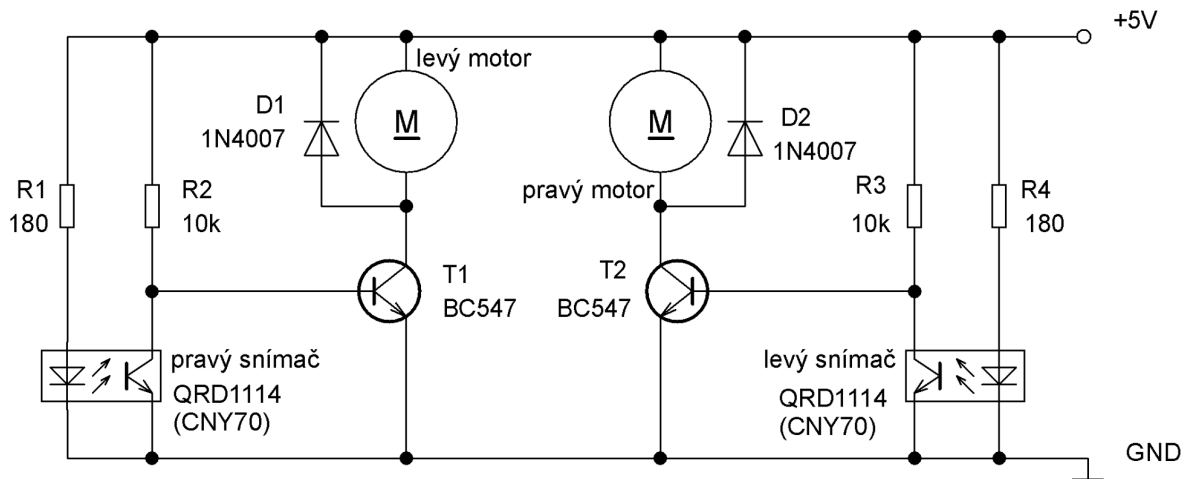 +5V
levý motor
D1
1N4007
M
M
D2
1N4007
R1
180
R2
10k
pravý motor
R3
10k
R4
180
T1
BC547
T2
BC547
pravý snímač
QRD1114
(CNY70)
levý snímač
QRD1114
(CNY70)
GND